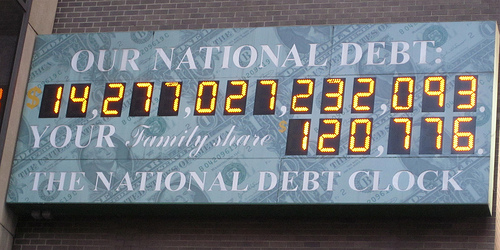 OUR NATIONAL DEBT:
$14,277,027,232,093.
YOUR Family share $120,776.
THE NATIONAL DEBT CLOCK